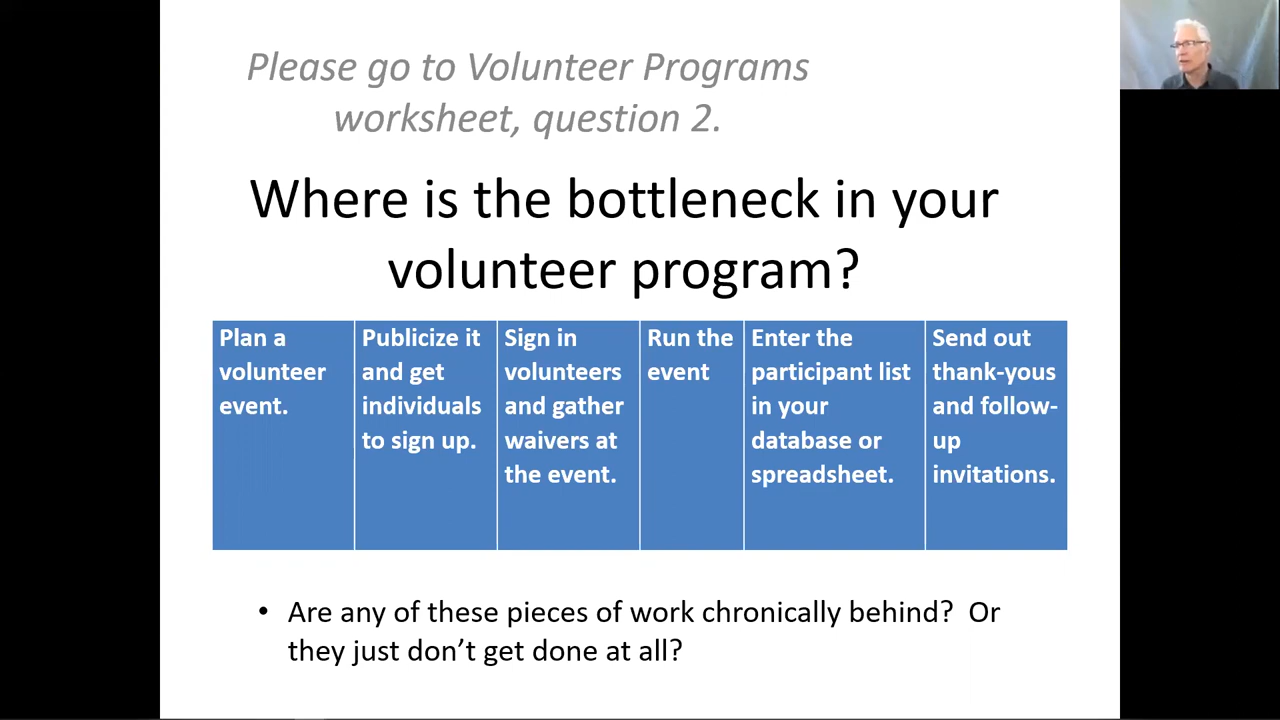 Please go to Volunteer Programs
worksheet, question 2.
Where is the bottleneck in your
volunteer program?
Plan a
volunteer
event.
Publicize it
and get
individuals
to sign up.
Sign in
volunteers
and gather
waivers at
the event.
Run the
event
Enter the
participant list
in your
database or
spreadsheet.
Send out
thank-yous
and follow-
up
invitations.
• Are any of these pieces of work chronically behind?  Or
they just don’t get done at all?